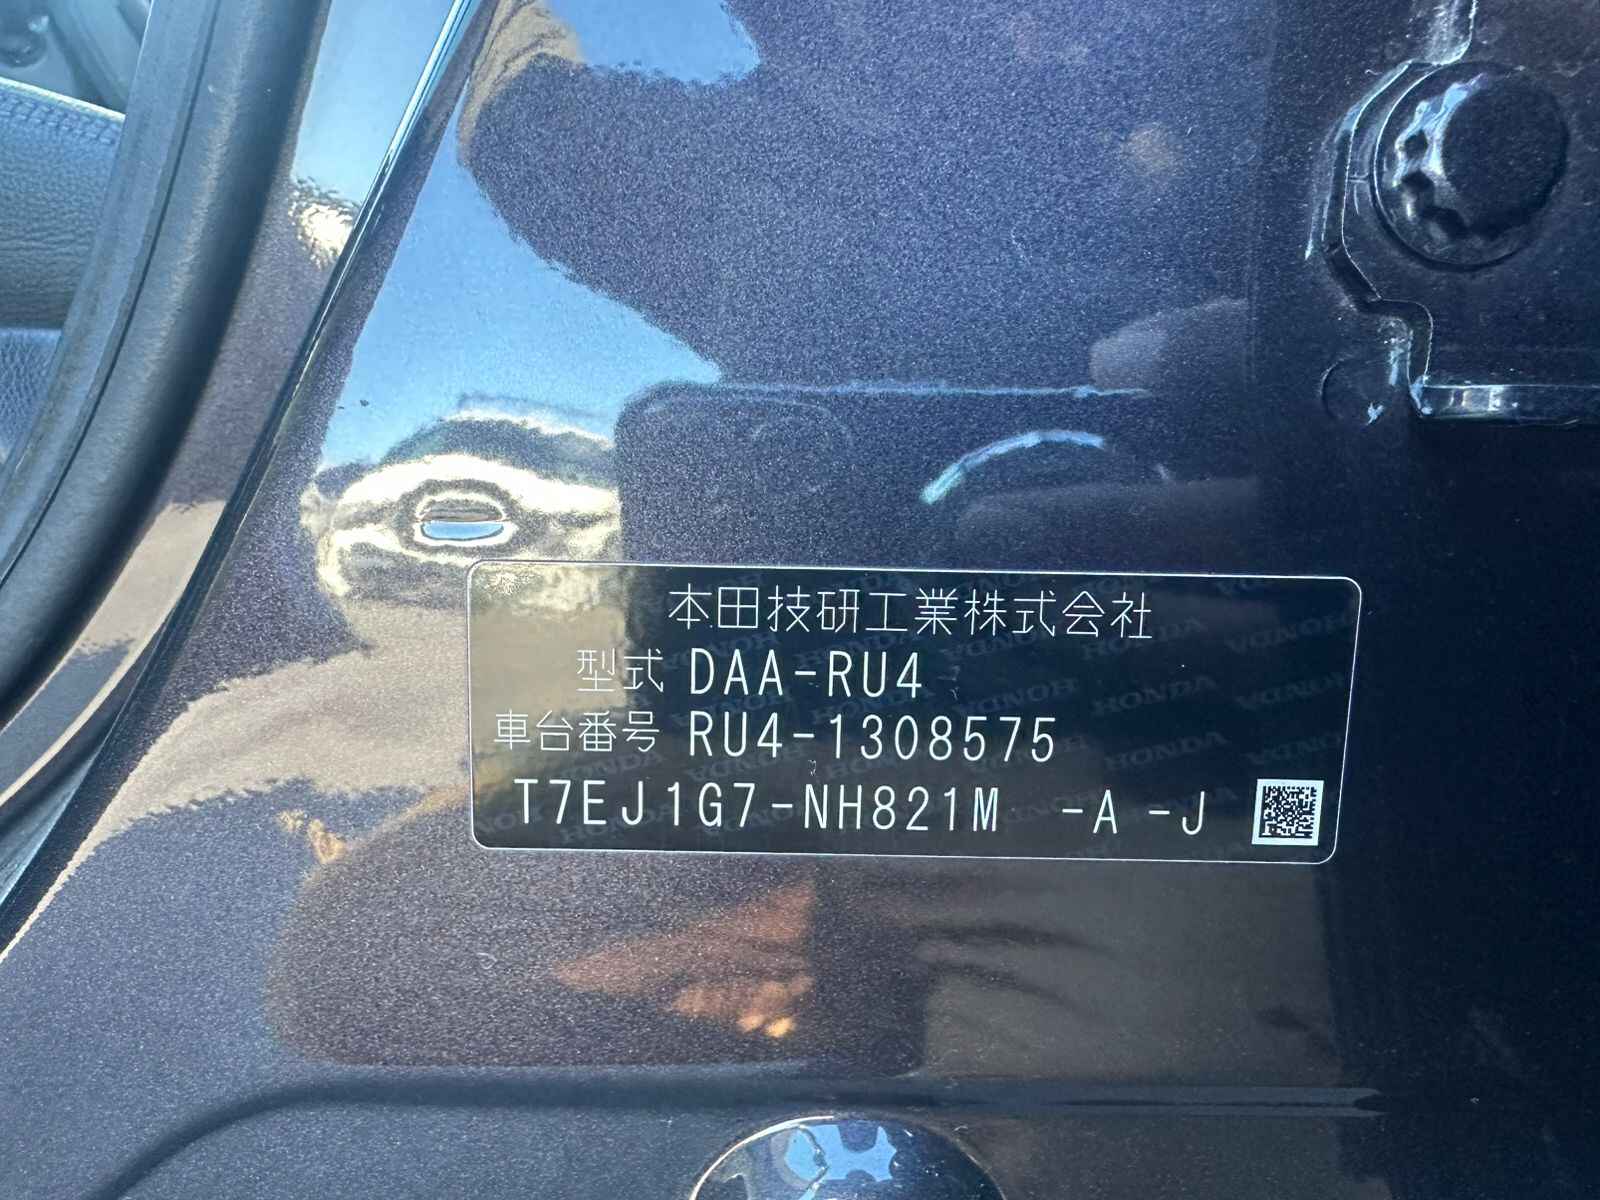 本田技研工業株式会社
型式 DAA-RU4
車台番号 RU4-1308575
T7EJ1G7-NH821M -A -J